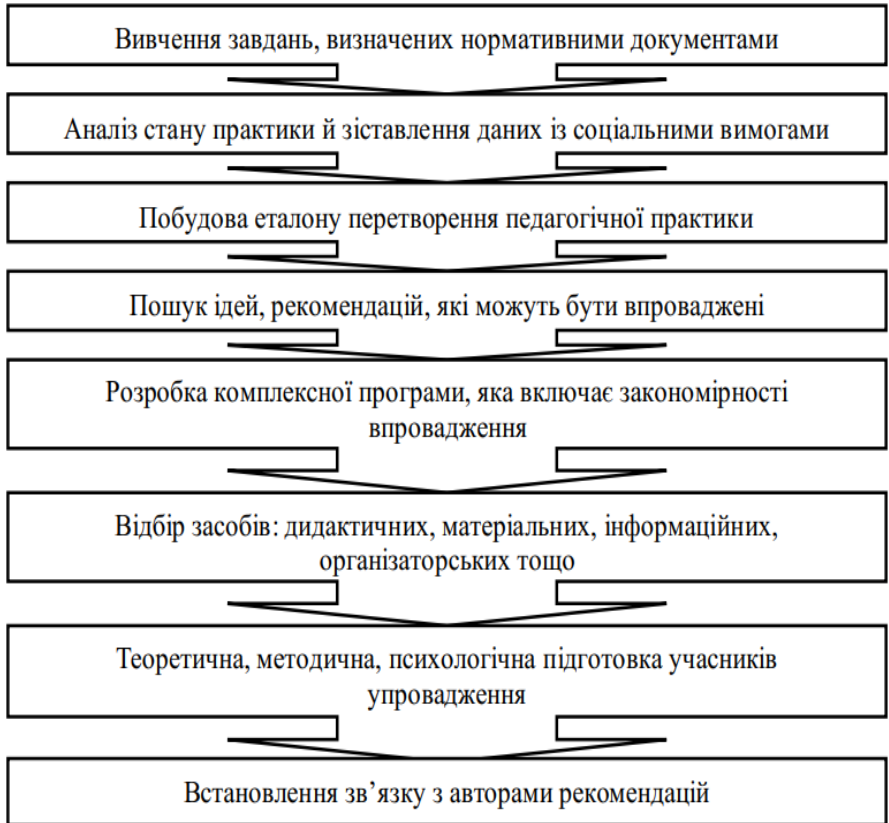 Вивчення завдань, визначених нормативними документами
Аналіз стану практики й зіставлення даних із соціальними вимогами
Побудова еталону перетворення педагогічної практики
Пошук ідей, рекомендацій, які можуть бути впроваджені
Розробка комплексної програми, яка включає закономірності
впровадження
Відбір засобів: дидактичних, матеріальних, інформаційних,
організаторських тощо
Теоретична, методична, психологічна підготовка учасників
упровадження
Встановлення зв’язку з авторами рекомендацій